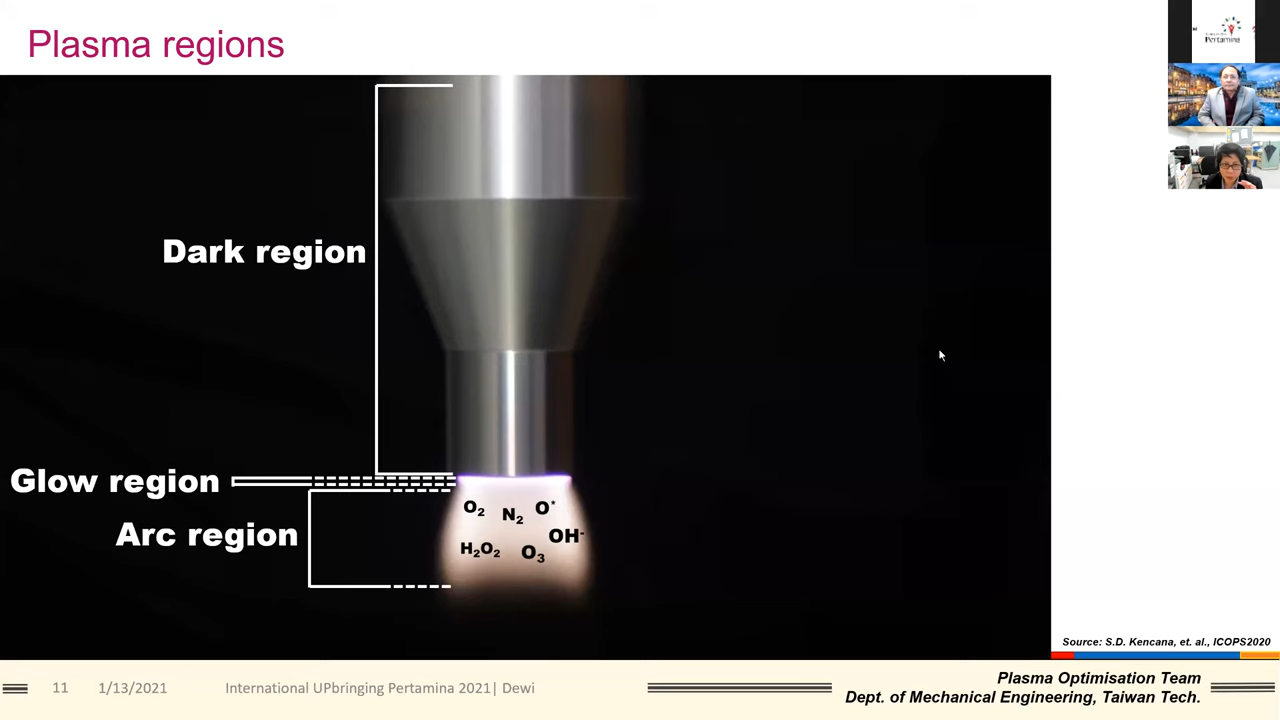 Plasma regions
Pertamina
Dark region
Glow region
Arc region
O₂ N₂ O*
OH⁻
H₂O₂ O₃
Source: S.D. Kencana, et. al., ICOPS2020
11 1/13/2021 International UPbringing Pertamina 2021| Dewi
Plasma Optimisation Team
Dept. of Mechanical Engineering, Taiwan Tech.